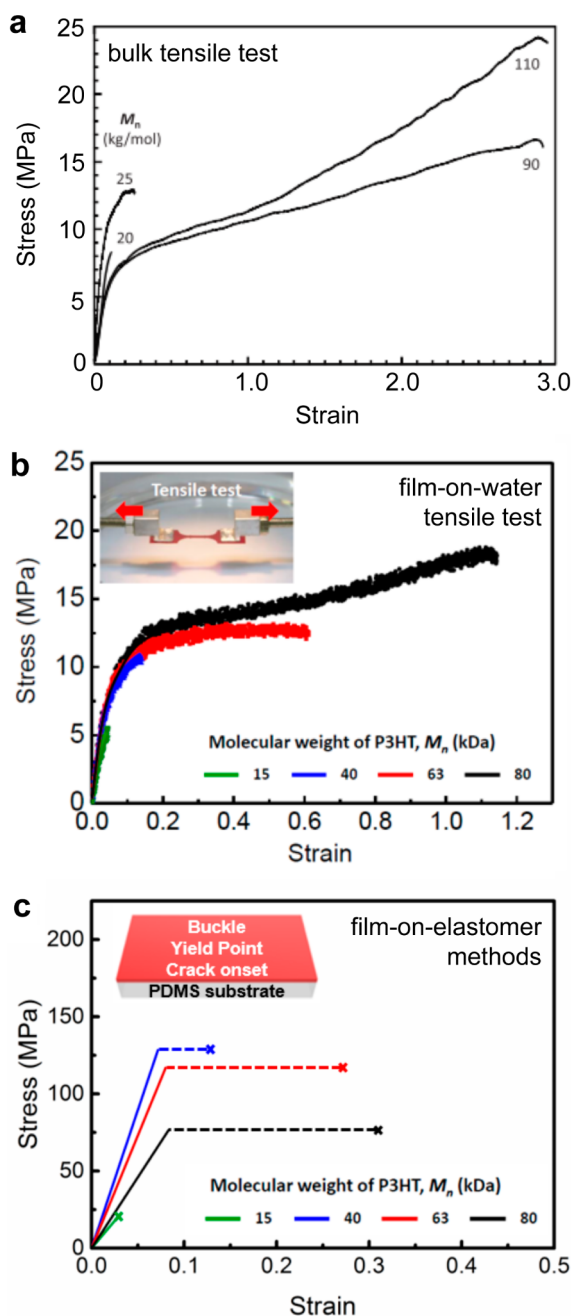 a
bulk tensile test
Mn
(kg/mol)
25
20
110
90
Stress (MPa)
25
20
15
10
5
0
0
1.0
2.0
3.0
Strain
b
Tensile test
film-on-water
tensile test
Stress (MPa)
25
20
15
10
5
0
Molecular weight of P3HT, Mn (kDa)
15 40 63 80
0.0 0.2 0.4 0.6 0.8 1.0 1.2
Strain
c
Buckle
Yield Point
Crack onset
PDMS substrate
film-on-elastomer
methods
Stress (MPa)
200
150
100
50
0
Molecular weight of P3HT, Mn (kDa)
15 40 63 80
0.0 0.1 0.2 0.3 0.4 0.5
Strain